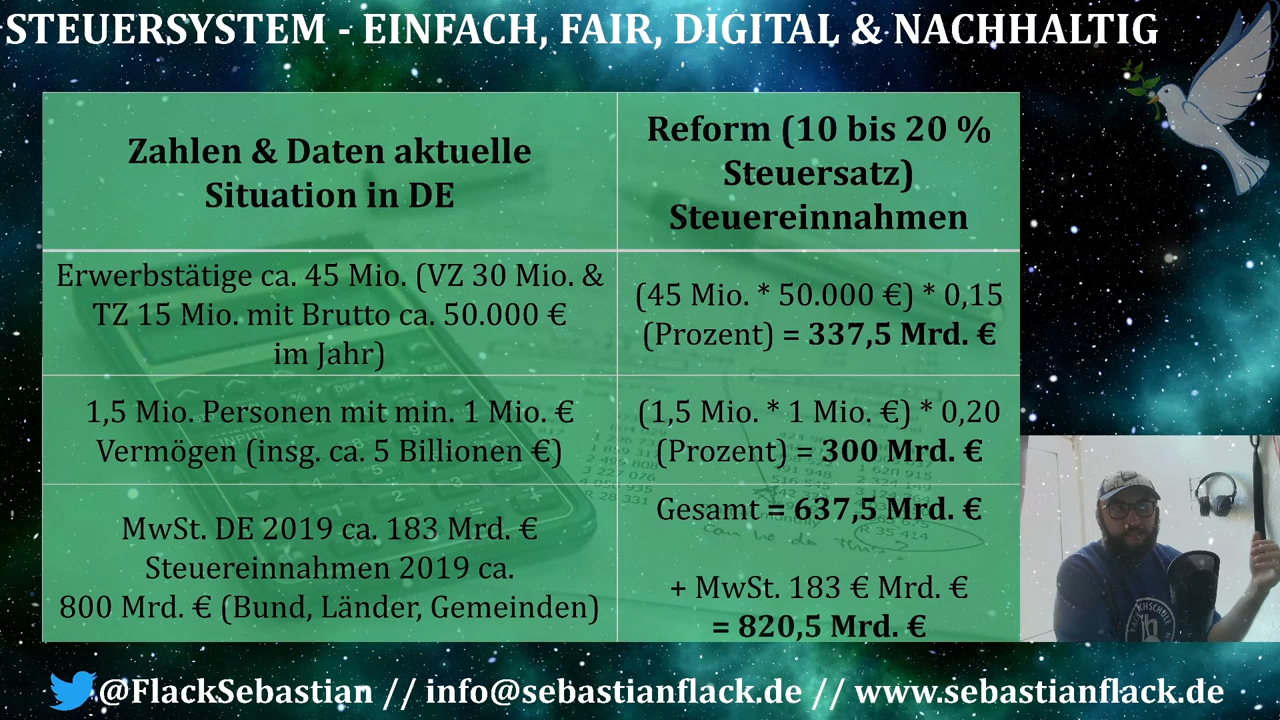 STEUERSYSTEM - EINFACH, FAIR, DIGITAL & NACHHALTIG
Zahlen & Daten aktuelle
Situation in DE
Reform (10 bis 20 %
Steuersatz)
Steuereinnahmen
Erwerbstätige ca. 45 Mio. (VZ 30 Mio. &
TZ 15 Mio. mit Brutto ca. 50.000 €
im Jahr)
(45 Mio. * 50.000 €) * 0,15
(Prozent) = 337,5 Mrd. €
1,5 Mio. Personen mit min. 1 Mio. €
Vermögen (insg. ca. 5 Billionen €)
(1,5 Mio. * 1 Mio. €) * 0,20
(Prozent) = 300 Mrd. €
MwSt. DE 2019 ca. 183 Mrd. €
Steuereinnahmen 2019 ca.
800 Mrd. € (Bund, Länder, Gemeinden)
Gesamt = 637,5 Mrd. €
+ MwSt. 183 € Mrd. €
= 820,5 Mrd. €
@FlackSebastian // info@sebastianflack.de // www.sebastianflack.de